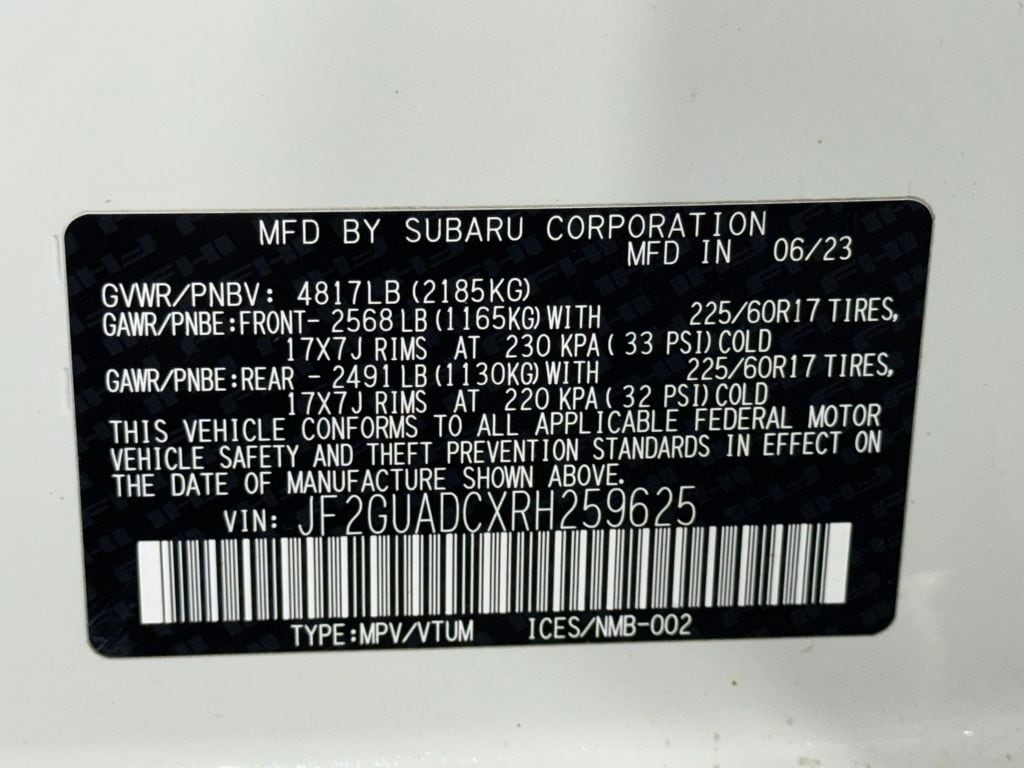 MFD BY SUBARU CORPORATION
MFD IN 06/23
GVWR/PNBV: 4817LB (2185KG)
GAWR/PNBE:FRONT- 2568 LB (1165KG) WITH 225/60R17 TIRES,
17X7J RIMS AT 230 KPA ( 33 PSI) COLD
GAWR/PNBE:REAR - 2491 LB (1130KG) WITH 225/60R17 TIRES,
17X7J RIMS AT 220 KPA ( 32 PSI) COLD
THIS VEHICLE CONFORMS TO ALL APPLICABLE FEDERAL MOTOR
VEHICLE SAFETY AND THEFT PREVENTION STANDARDS IN EFFECT ON
THE DATE OF MANUFACTURE SHOWN ABOVE.
VIN: JF2GUADCXRH259625
TYPE:MPV/VTUM ICES/NMB-002